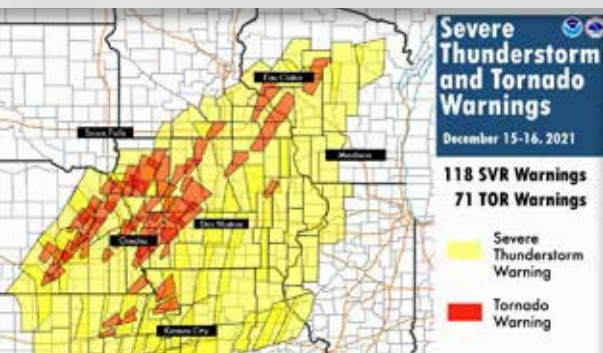 Severe
Thunderstorm
and Tornado
Warnings
December 15-16, 2021
118 SVR Warnings
71 TOR Warnings
Severe
Thunderstorm
Warning
Tornado
Warning
Eau Claire
Sioux Falls
Madison
Des Moines
Omaha
Kansas City